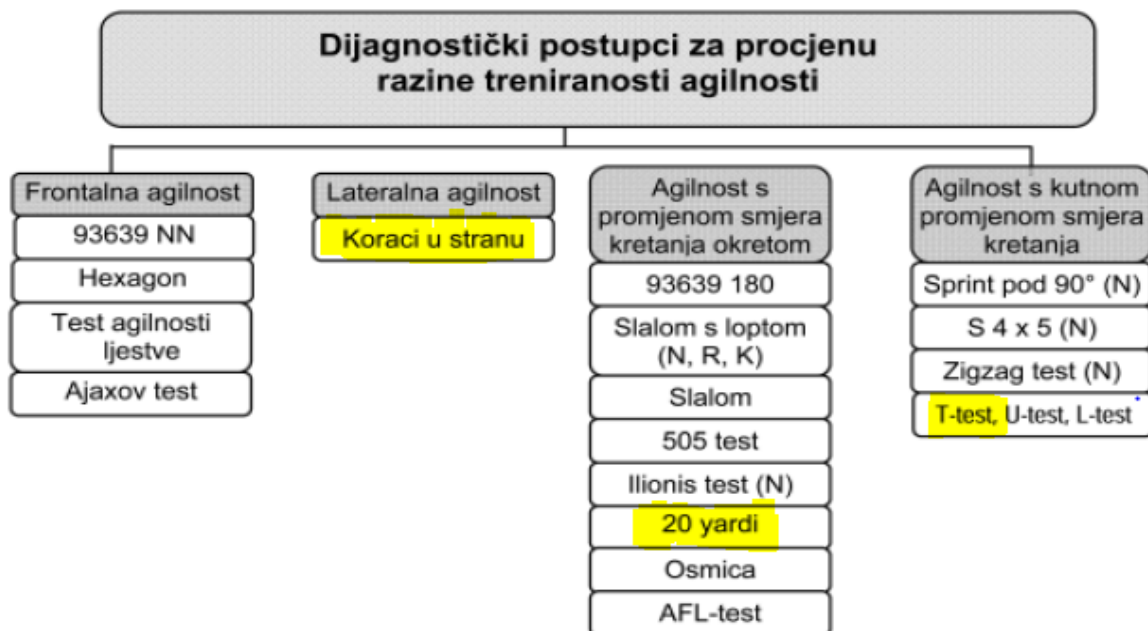 Dijagnostički postupci za procjenu
razine treniranosti agilnosti
Frontalna agilnost
93639 NN
Hexagon
Test agilnosti
ljestve
Ajaxov test
Lateralna agilnost
Koraci u stranu
Agilnost s
promjenom smjera
kretanja okretom
93639 180
Slalom s loptom
(N, R, K)
Slalom
505 test
Ilionis test (N)
20 yardi
Osmica
AFL-test
Agilnost s kutnom
promjenom smjera
kretanja
Sprint pod 90° (N)
S 4 x 5 (N)
Zigzag test (N)
T-test, U-test, L-test